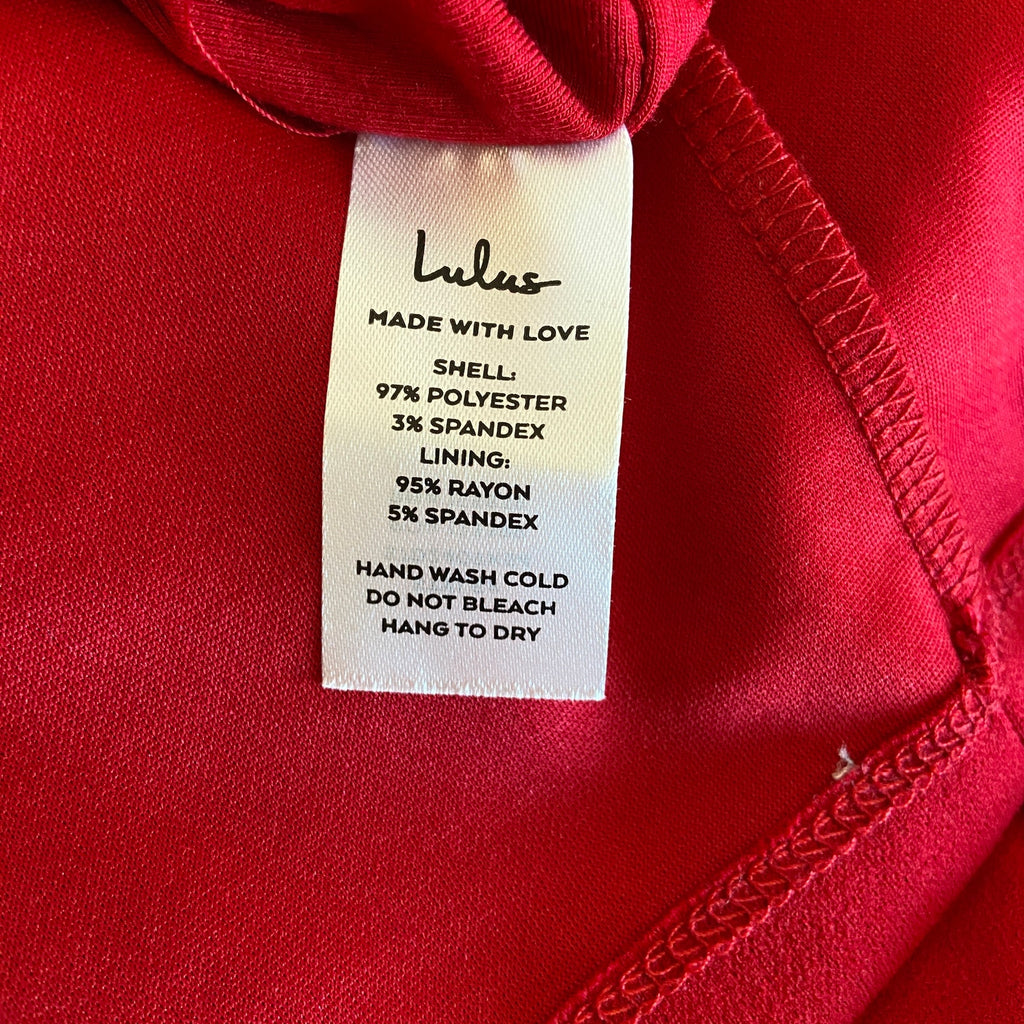 Lulus
MADE WITH LOVE
SHELL:
97% POLYESTER
3% SPANDEX
LINING:
95% RAYON
5% SPANDEX
HAND WASH COLD
DO NOT BLEACH
HANG TO DRY